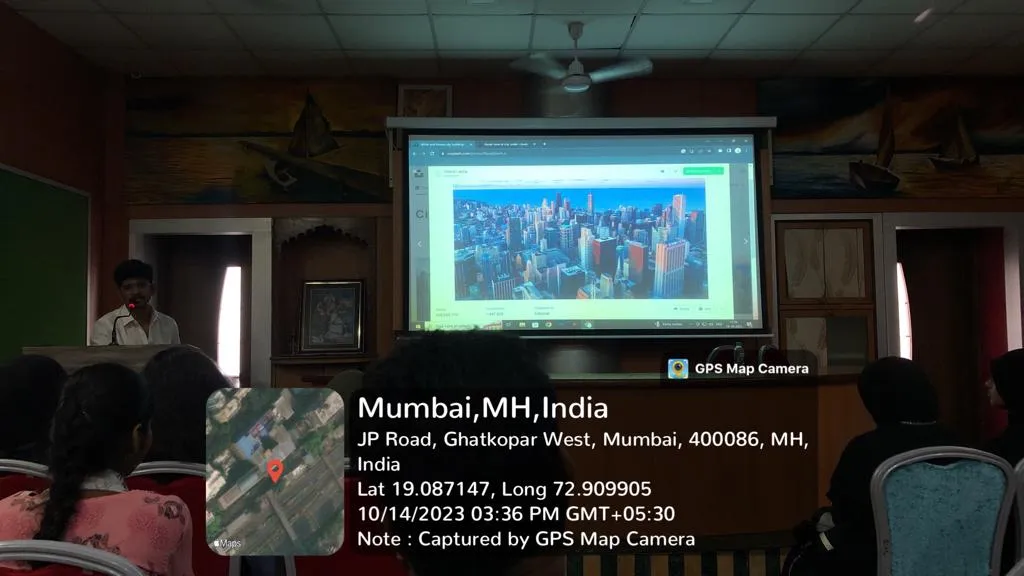 GPS Map Camera
Mumbai,MH,India
JP Road, Ghatkopar West, Mumbai, 400086, MH,
India
Lat 19.087147, Long 72.909905
10/14/2023 03:36 PM GMT+05:30
Note : Captured by GPS Map Camera
Maps